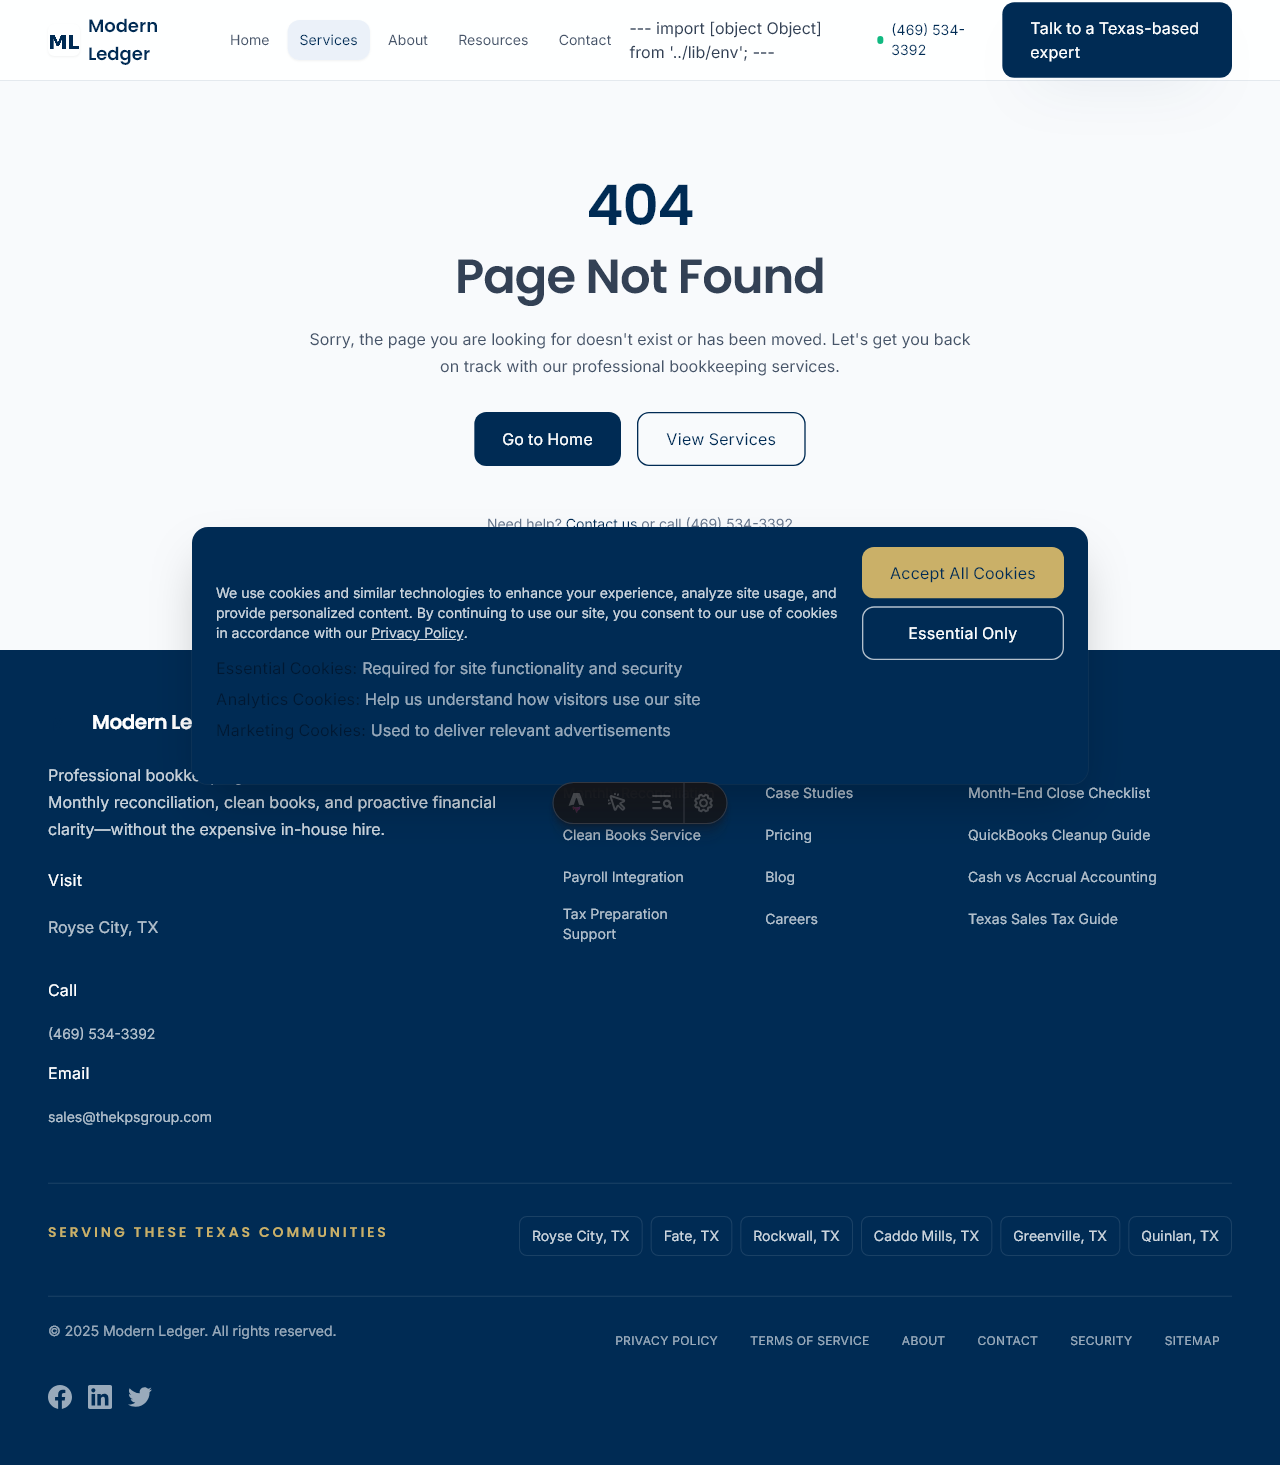 ML
Modern
Ledger
Home
Services
About
Resources
Contact
--- import [object Object]
from '../lib/env'; ---
(469) 534-
3392
Talk to a Texas-based
expert
404
Page Not Found
Sorry, the page you are looking for doesn't exist or has been moved. Let's get you back
on track with our professional bookkeeping services.
Go to Home
View Services
Need help? Contact us or call (469) 534-3392
We use cookies and similar technologies to enhance your experience, analyze site usage, and
provide personalized content. By continuing to use our site, you consent to our use of cookies
in accordance with our Privacy Policy.
Essential Cookies: Required for site functionality and security
Analytics Cookies: Help us understand how visitors use our site
Marketing Cookies: Used to deliver relevant advertisements
Accept All Cookies
Essential Only
Modern Le
Professional
Monthly reconciliation, clean books, and proactive financial
clarity—without the expensive in-house hire.
Visit
Royse City, TX
Call
(469) 534-3392
Email
sales@thekpsgroup.com
Clean Books Service
Payroll Integration
Tax Preparation
Support
Case Studies
Pricing
Blog
Careers
Month-End Close Checklist
QuickBooks Cleanup Guide
Cash vs Accrual Accounting
Texas Sales Tax Guide
SERVING THESE TEXAS COMMUNITIES
Royse City, TX
Fate, TX
Rockwall, TX
Caddo Mills, TX
Greenville, TX
Quinlan, TX
© 2025 Modern Ledger. All rights reserved.
PRIVACY POLICY
TERMS OF SERVICE
ABOUT
CONTACT
SECURITY
SITEMAP